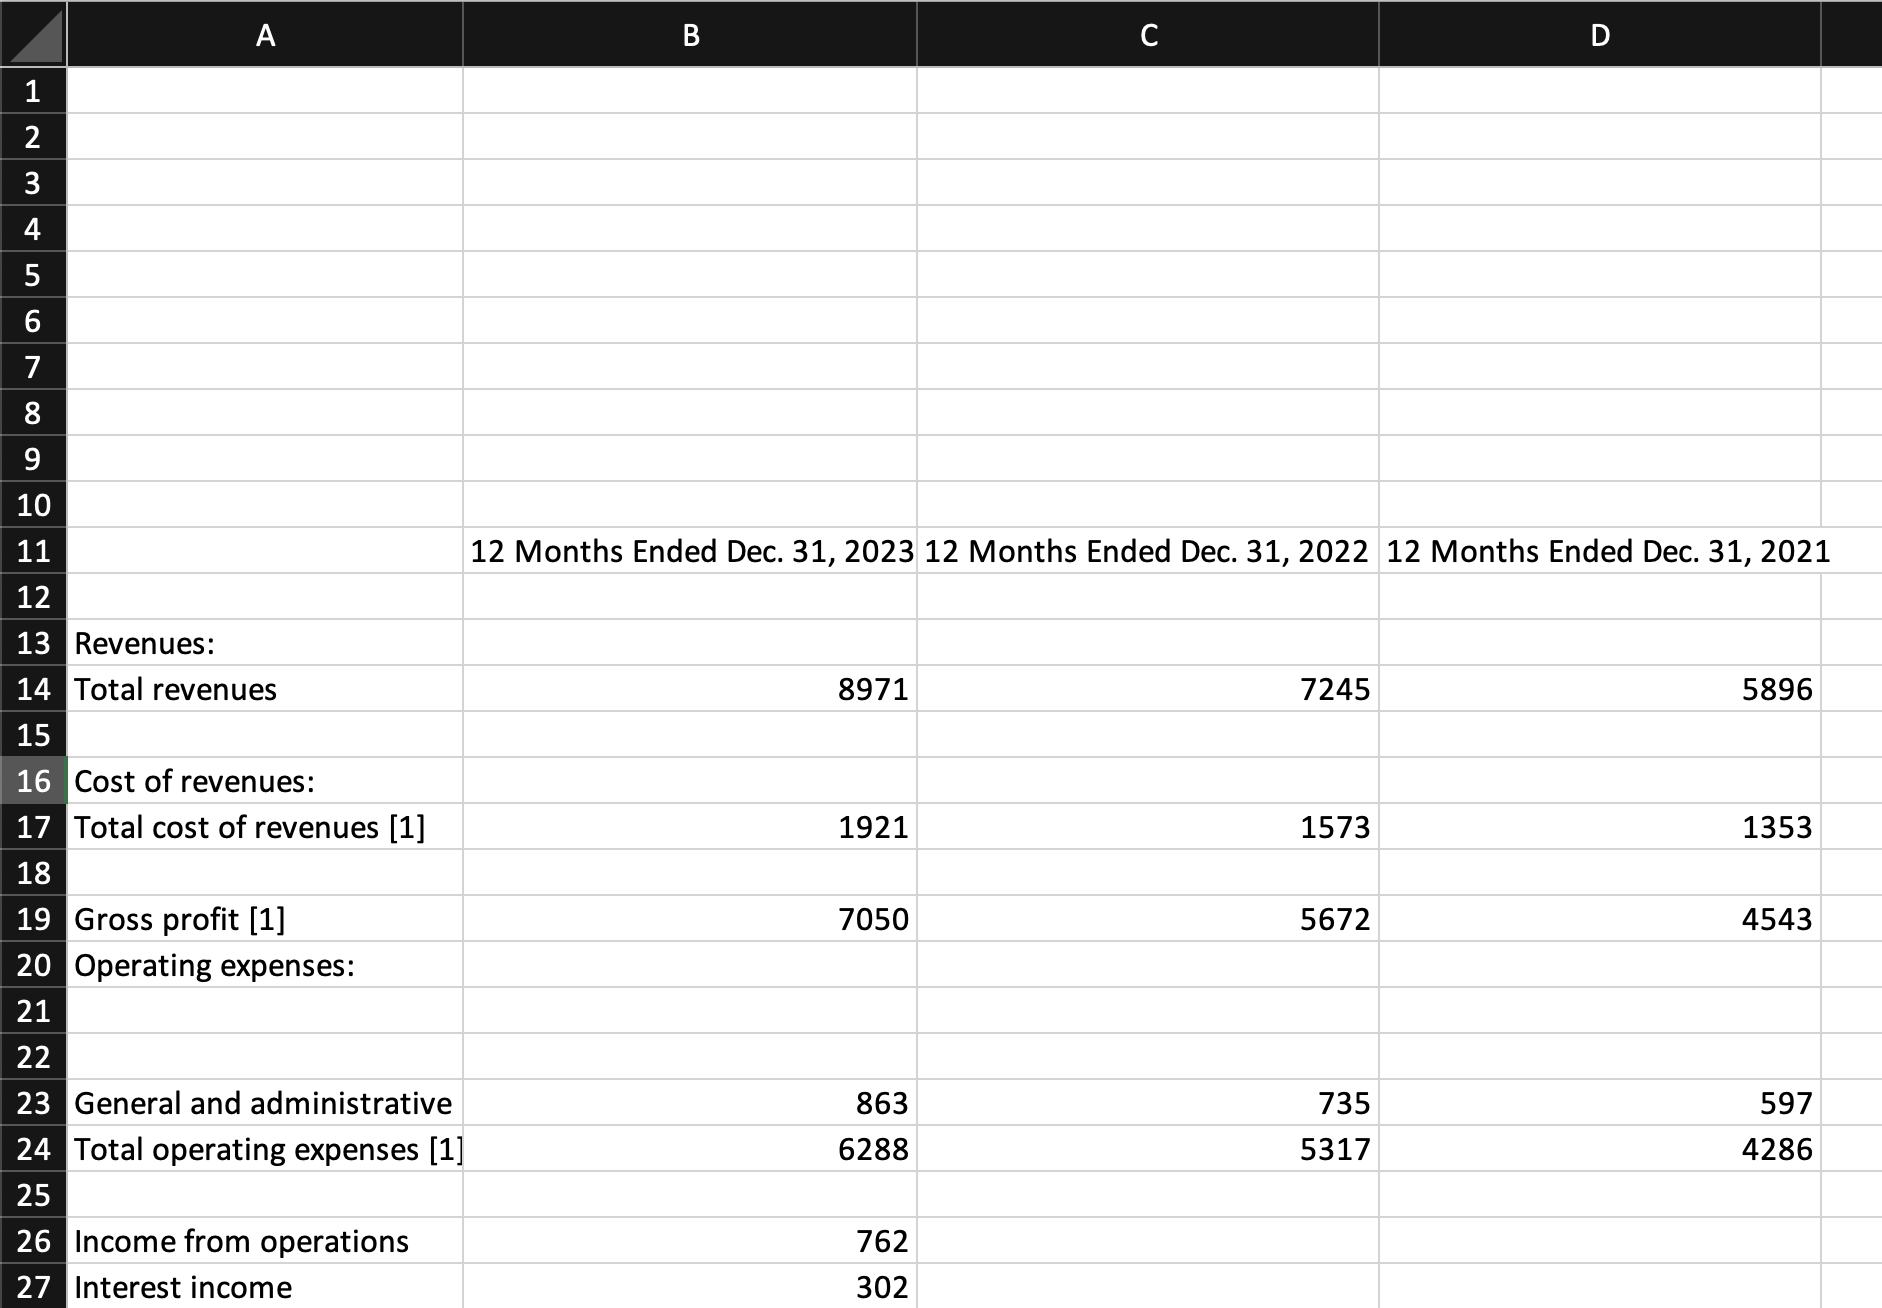 A B C D
1
2
3
4
5
6
7
8
9
10
11 12 Months Ended Dec. 31, 2023 12 Months Ended Dec. 31, 2022 12 Months Ended Dec. 31, 2021
12
13 Revenues:
14 Total revenues 8971 7245 5896
15
16 Cost of revenues:
17 Total cost of revenues [1] 1921 1573 1353
18
19 Gross profit [1] 7050 5672 4543
20 Operating expenses:
21
22
23 General and administrative 863 735 597
24 Total operating expenses [1] 6288 5317 4286
25
26 Income from operations 762
27 Interest income 302